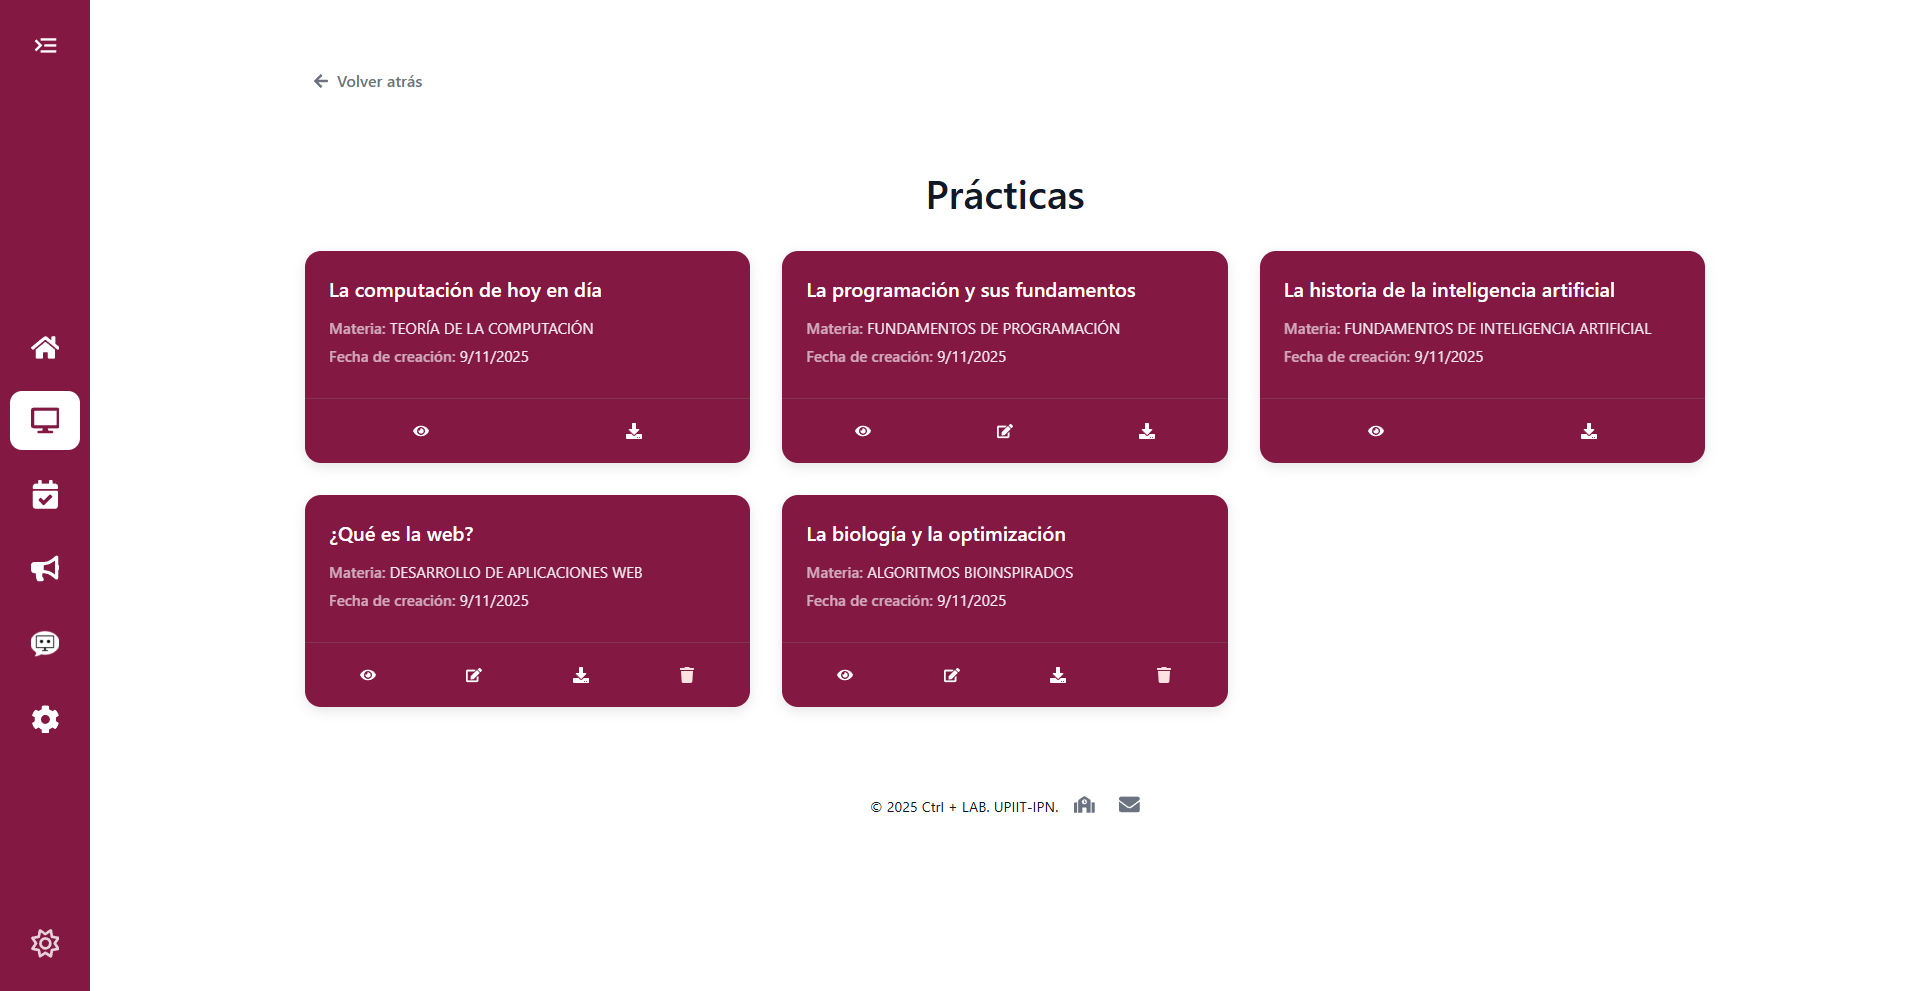 Volver atrás
Prácticas
La computación de hoy en día
Materia: TEORÍA DE LA COMPUTACIÓN
Fecha de creación: 9/11/2025
La programación y sus fundamentos
Materia: FUNDAMENTOS DE PROGRAMACIÓN
Fecha de creación: 9/11/2025
La historia de la inteligencia artificial
Materia: FUNDAMENTOS DE INTELIGENCIA ARTIFICIAL
Fecha de creación: 9/11/2025
¿Qué es la web?
Materia: DESARROLLO DE APLICACIONES WEB
Fecha de creación: 9/11/2025
La biología y la optimización
Materia: ALGORITMOS BIOINSPIRADOS
Fecha de creación: 9/11/2025
© 2025 Ctrl + LAB. UPIIT-IPN.